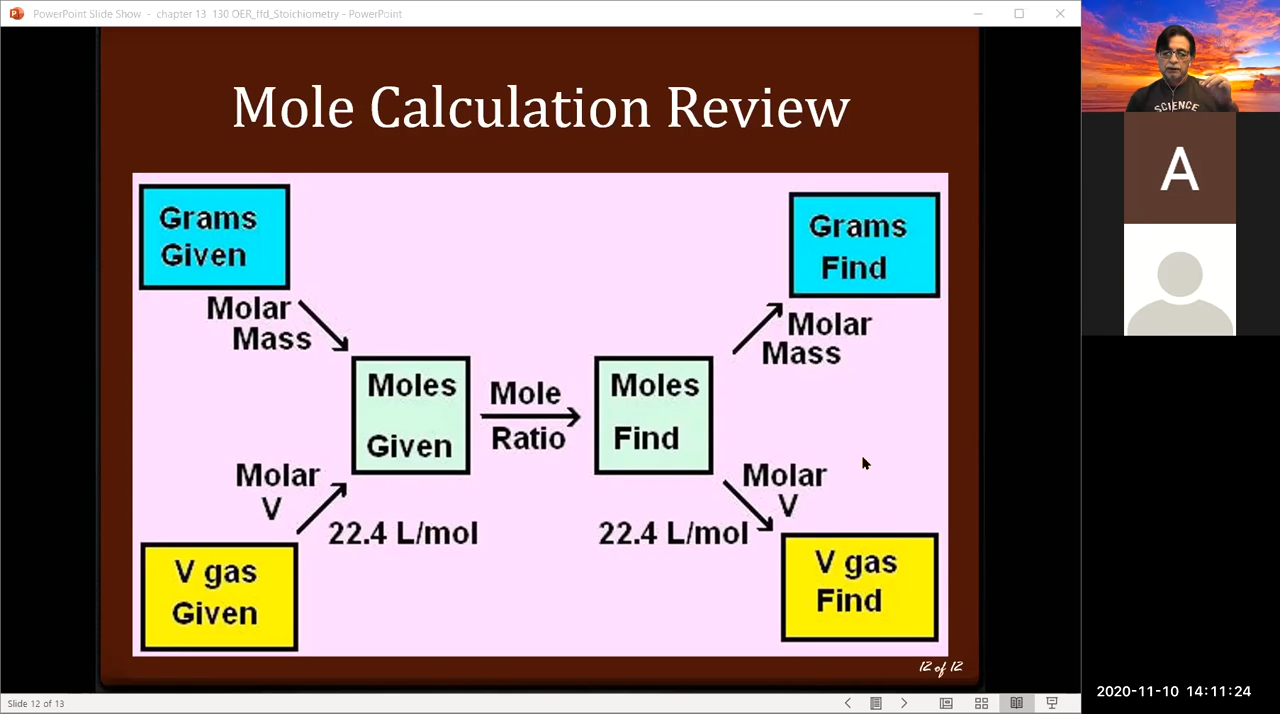 PowerPoint Slide Show - chapter 13 130 OER_ffd_Stoichiometry - PowerPoint
Mole Calculation Review
Grams
Given
Molar
Mass
Grams
Find
Molar
Mass
Moles
Given
Mole
Ratio
Moles
Find
Molar
V
22.4 L/mol
V gas
Given
22.4 L/mol
Molar
V
V gas
Find
12 of 12
Slide 12 of 13
SCIENCE
A
2020-11-10 14:11:24